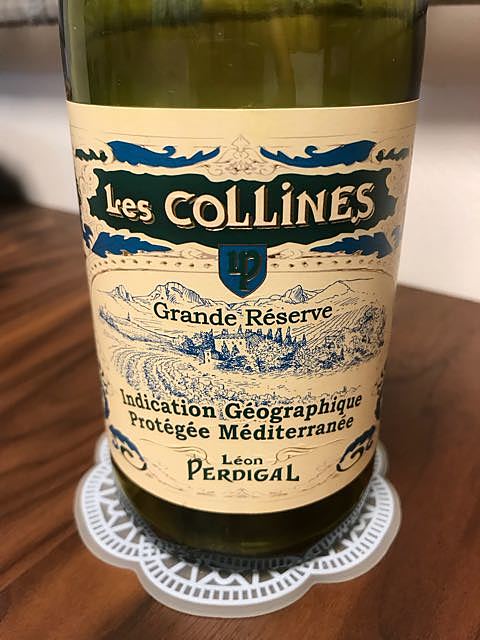 Les COLLiNES
LP
Grande Réserve
Indication Géographique
Protégée Méditerranée
Léon
PERDIGAL